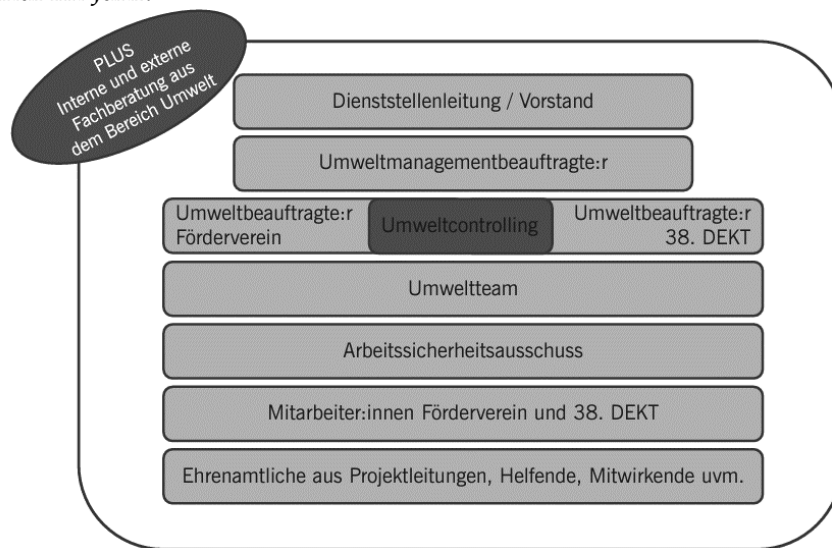 PLUS
Interne und externe
Fachberatung aus
dem Bereich Umwelt
Dienststellenleitung / Vorstand
Umweltmanagementbeauftragte:r
Umweltbeauftragte:r
Förderverein
Umweltcontrolling
Umweltbeauftragte:r
38. DEKT
Umweltteam
Arbeitssicherheitsausschuss
Mitarbeiter:innen Förderverein und 38. DEKT
Ehrenamtliche aus Projektleitungen, Helfende, Mitwirkende uvm.